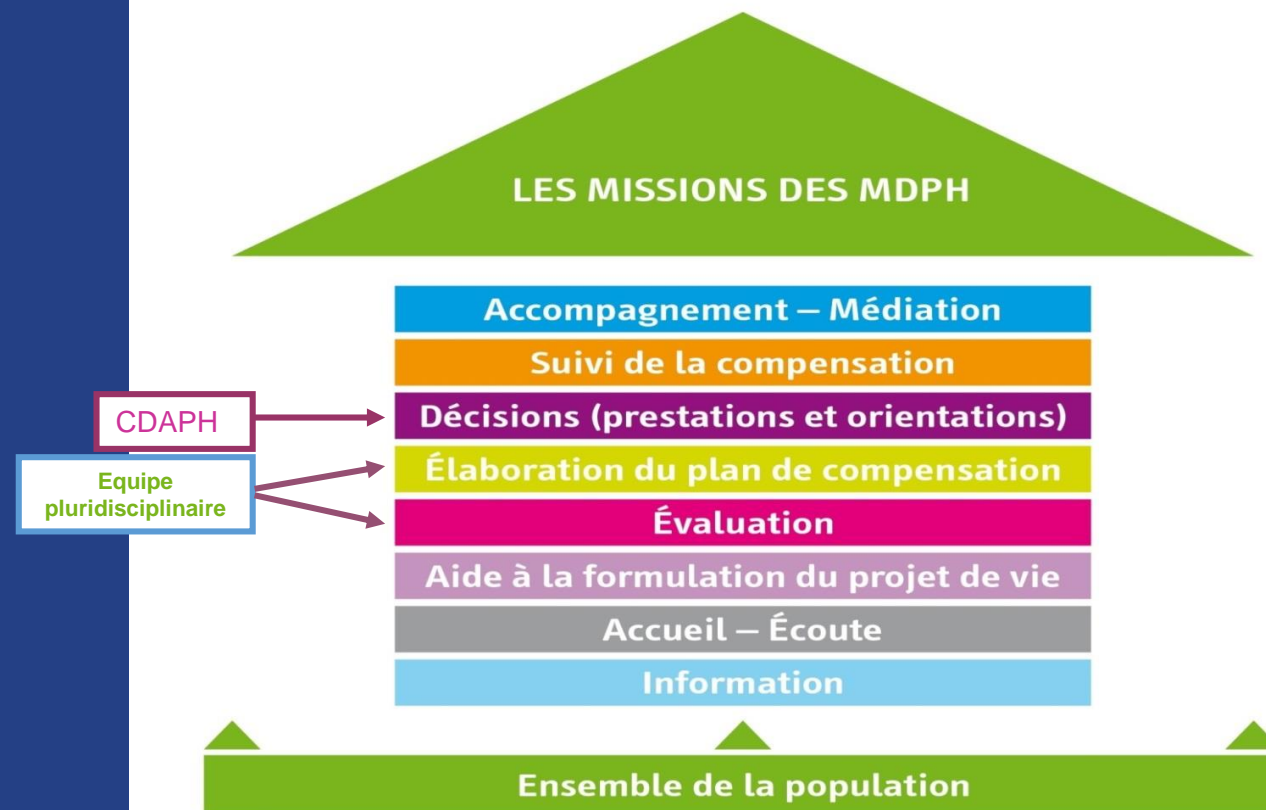 LES MISSIONS DES MDPH
Accompagnement – Médiation
Suivi de la compensation
CDAPH
Décisions (prestations et orientations)
Equipe
pluridisciplinaire
Élaboration du plan de compensation
Évaluation
Aide à la formulation du projet de vie
Accueil – Écoute
Information
Ensemble de la population